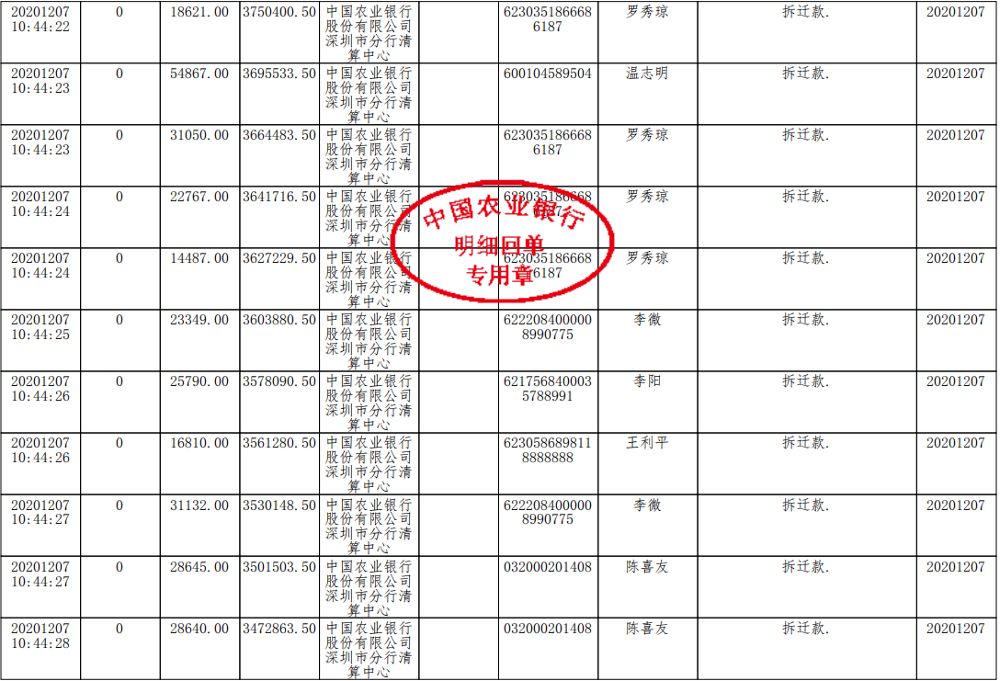 20201207 0 18621.00 3750400.50 中国农业银行 623035186668 罗秀琼 拆迁款. 20201207
10:44:22 股份有限公司 6187
深圳市分行清
算中心
20201207 0 54867.00 3695533.50 中国农业银行 600104589504 温志明 拆迁款. 20201207
10:44:23 股份有限公司
深圳市分行清
算中心
20201207 0 31050.00 3664483.50 中国农业银行 623035186668 罗秀琼 拆迁款. 20201207
10:44:23 股份有限公司 6187
深圳市分行清
算中心
20201207 0 22767.00 3641716.50 中国农业银行 623035186668 罗秀琼 拆迁款. 20201207
10:44:24 股份有限公司 6187
深圳市分行清
算中心
中国农业银行
明细回单
专用章
20201207 0 14487.00 3627229.50 中国农业银行 623035186668 罗秀琼 拆迁款. 20201207
10:44:24 股份有限公司 6187
深圳市分行清
算中心
20201207 0 23349.00 3603880.50 中国农业银行 622208400000 李微 拆迁款. 20201207
10:44:25 股份有限公司 8990775
深圳市分行清
算中心
20201207 0 25790.00 3578090.50 中国农业银行 621756840003 李阳 拆迁款. 20201207
10:44:26 股份有限公司 5788991
深圳市分行清
算中心
20201207 0 16810.00 3561280.50 中国农业银行 623058689811 王利平 拆迁款. 20201207
10:44:26 股份有限公司 8888888
深圳市分行清
算中心
20201207 0 31132.00 3530148.50 中国农业银行 622208400000 李微 拆迁款. 20201207
10:44:27 股份有限公司 8990775
深圳市分行清
算中心
20201207 0 28645.00 3501503.50 中国农业银行 032000201408 陈喜友 拆迁款. 20201207
10:44:27 股份有限公司
深圳市分行清
算中心
20201207 0 28640.00 3472863.50 中国农业银行 032000201408 陈喜友 拆迁款. 20201207
10:44:28 股份有限公司
深圳市分行清
算中心